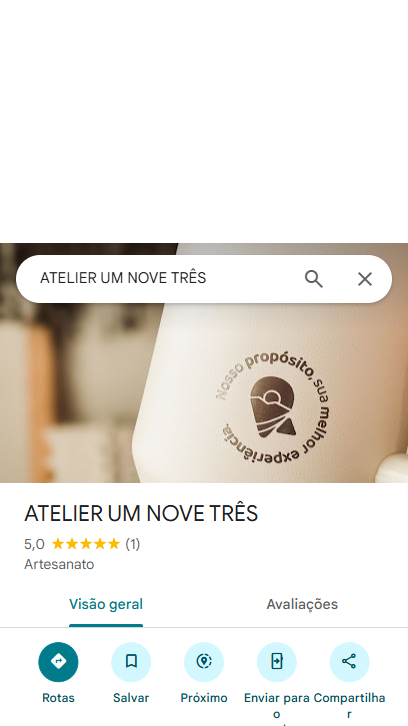 ATELIER UM NOVE TRÊS
Nosso propósito, sua melhor experiência.
ATELIER UM NOVE TRÊS
5,0 (1)
Artesanato
Visão geral
Avaliações
Rotas
Salvar
Próximo
Enviar para o
Compartilhar